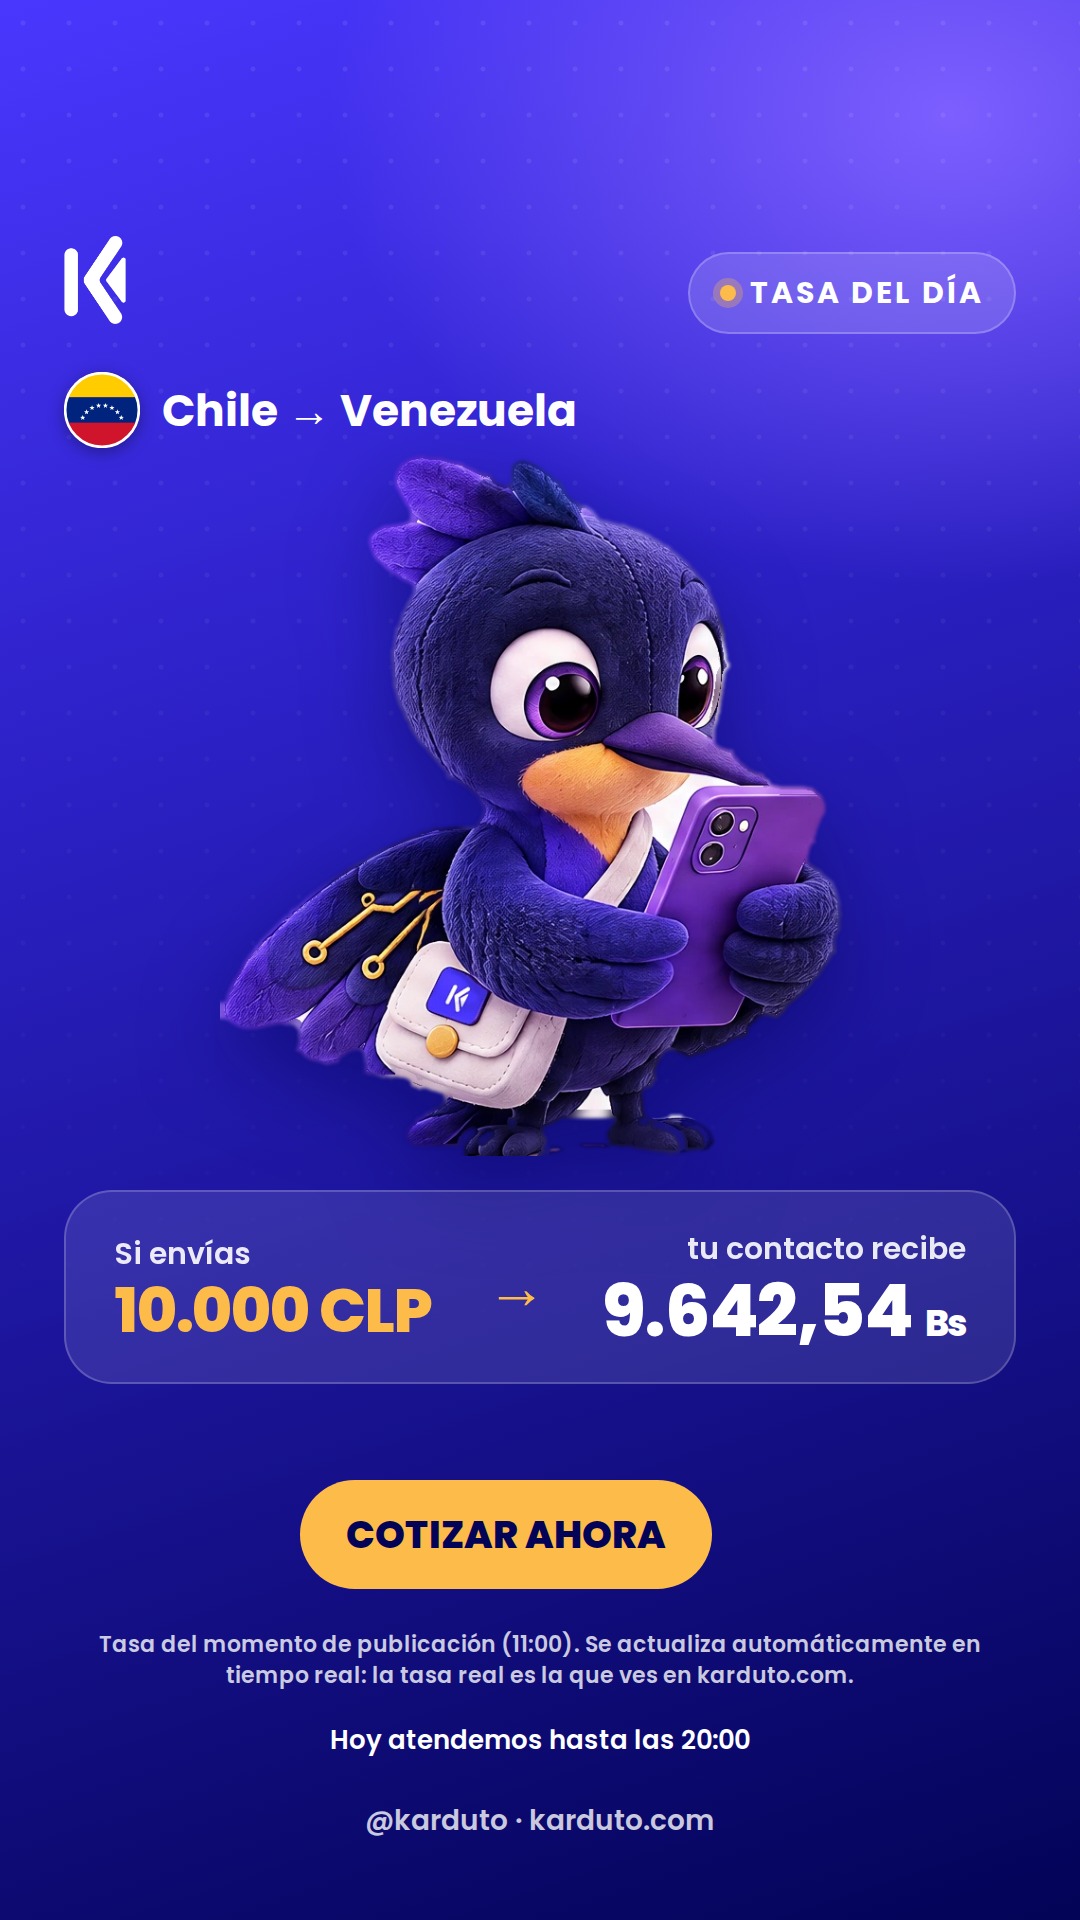 TASA DEL DÍA
Chile → Venezuela
Si envías
10.000 CLP
→
tu contacto recibe
9.642,54 Bs
COTIZAR AHORA
Tasa del momento de publicación (11:00). Se actualiza automáticamente en
tiempo real: la tasa real es la que ves en karduto.com.
Hoy atendemos hasta las 20:00
@karduto · karduto.com